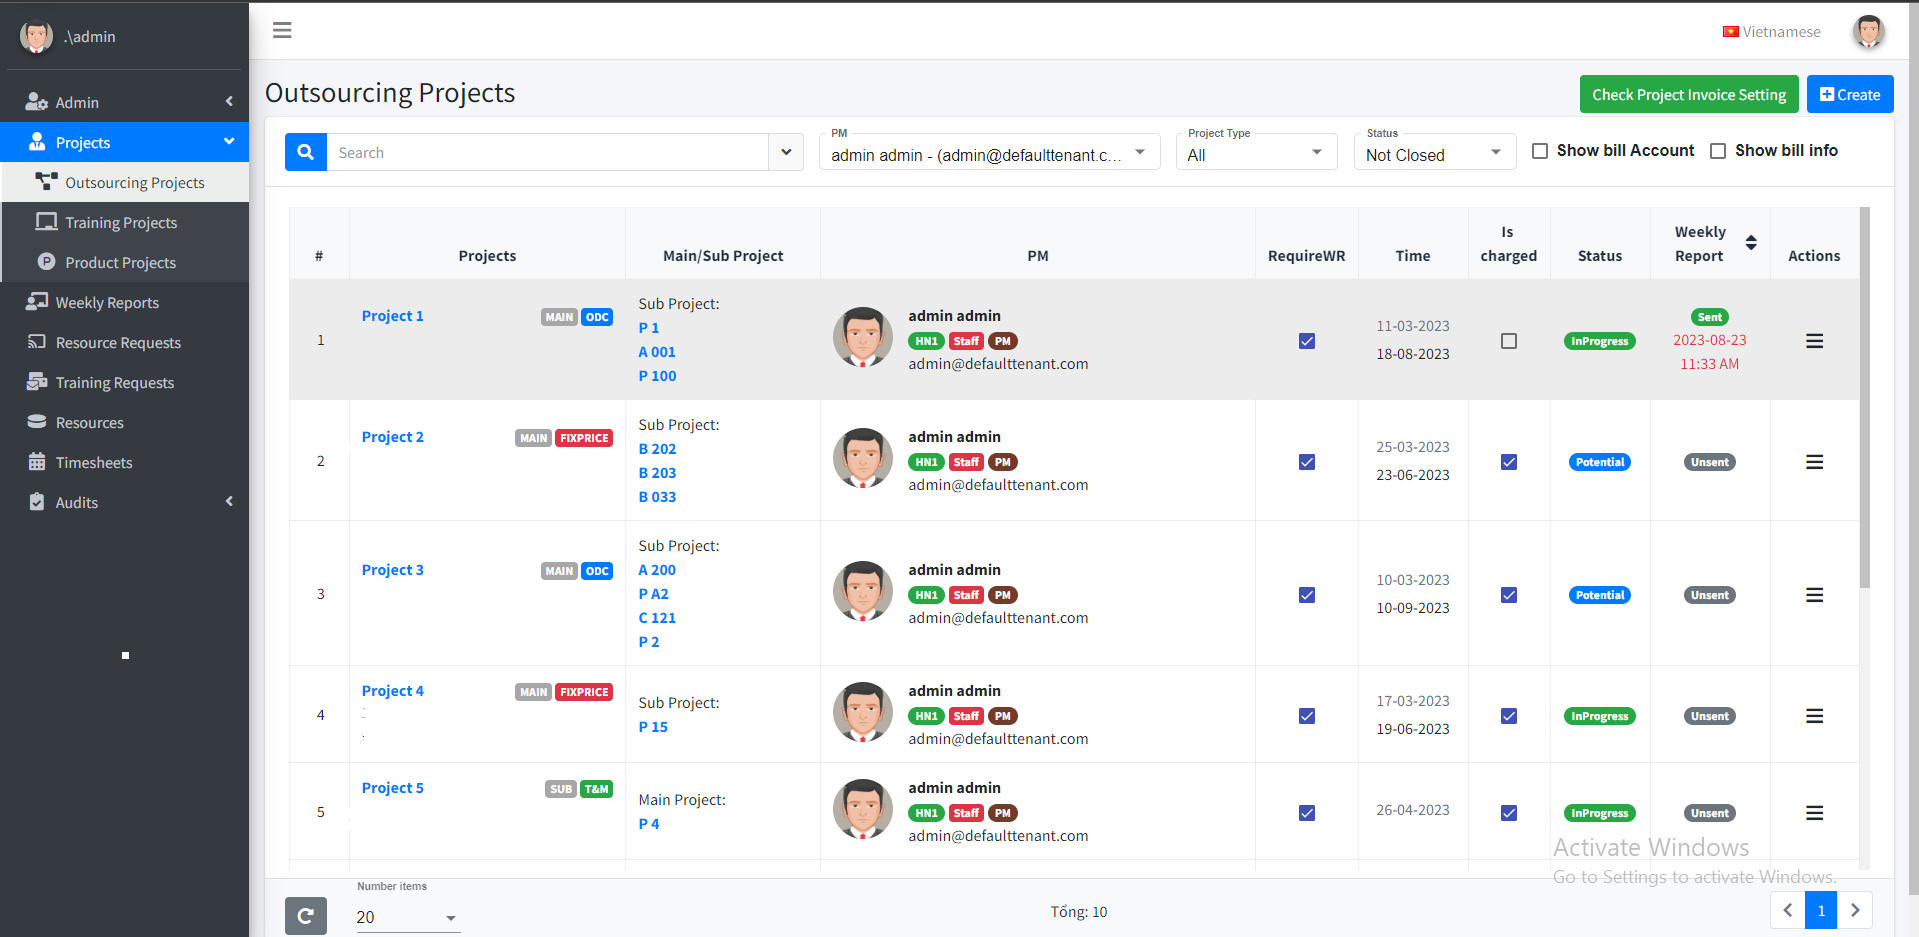 .\admin
Admin
Projects
Outsourcing Projects
Training Projects
Product Projects
Weekly Reports
Resource Requests
Training Requests
Resources
Timesheets
Audits
Vietnamese
Outsourcing Projects
Check Project Invoice Setting
Create
Search
PM
admin admin - (admin@defaulttenant.c...
Project Type
All
Status
Not Closed
Show bill Account
Show bill info
# Projects Main/Sub Project PM RequireWR Time Is charged Status Weekly Report Actions
1
Project 1
MAIN ODC
Sub Project:
P 1
A 001
P 100
admin admin
HN1 Staff PM
admin@defaulttenant.com
11-03-2023
18-08-2023
InProgress
Sent
2023-08-23
11:33 AM
2
Project 2
MAIN FIXPRICE
Sub Project:
B 202
B 203
B 033
admin admin
HN1 Staff PM
admin@defaulttenant.com
25-03-2023
23-06-2023
Potential
Unsent
3
Project 3
MAIN ODC
Sub Project:
A 200
P A2
C 121
P 2
admin admin
HN1 Staff PM
admin@defaulttenant.com
10-03-2023
10-09-2023
Potential
Unsent
4
Project 4
MAIN FIXPRICE
Sub Project:
P 15
admin admin
HN1 Staff PM
admin@defaulttenant.com
17-03-2023
19-06-2023
InProgress
Unsent
5
Project 5
SUB T&M
Main Project:
P 4
admin admin
HN1 Staff PM
admin@defaulttenant.com
26-04-2023
InProgress
Unsent
Activate Windows
Go to Settings to activate Windows.
Number items
20
Tổng: 10
1